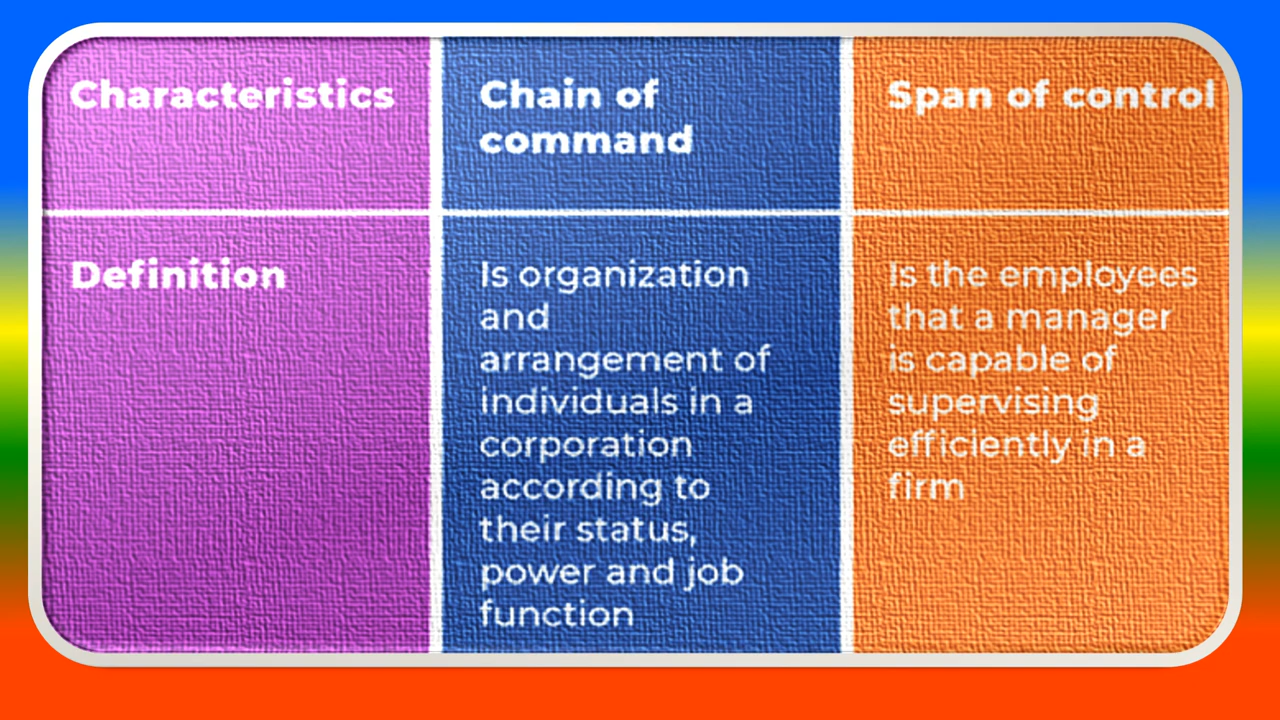 Characteristics
Chain of
command
Span of control
Definition
Is organization
and
arrangement of
individuals in a
corporation
according to
their status,
power and job
function
Is the employees
that a manager
is capable of
supervising
efficiently in a
firm